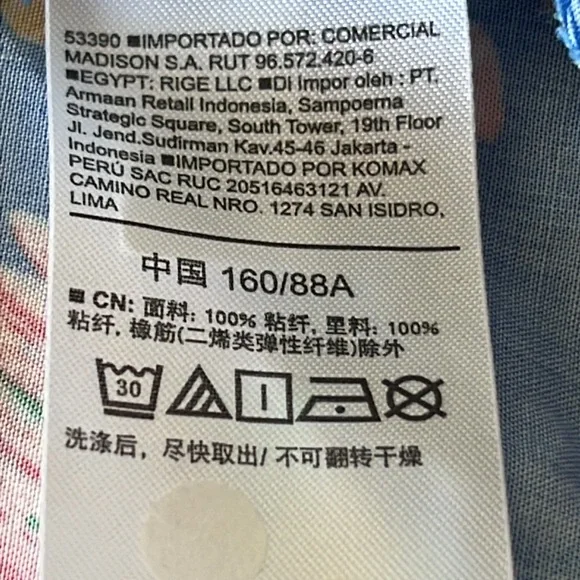 53390 ■IMPORTADO POR: COMERCIAL
MADISON S.A. RUT 96.572.420-6
■EGYPT: RIGE LLC ■Di Impor oleh : PT.
Armaan Retail Indonesia, Sampoerna
Strategic Square, South Tower, 19th Floor
Jl. Jend.Sudirman Kav.45-46 Jakarta -
Indonesia ■IMPORTADO POR KOMAX
PERÚ SAC RUC 20516463121 AV.
CAMINO REAL NRO. 1274 SAN ISIDRO,
LIMA
中国 160/88A
■ CN: 面料: 100% 粘纤, 里料: 100%
粘纤, 橡筋(二烯类弹性纤维)除外
30
洗涤后, 尽快取出/ 不可翻转干燥